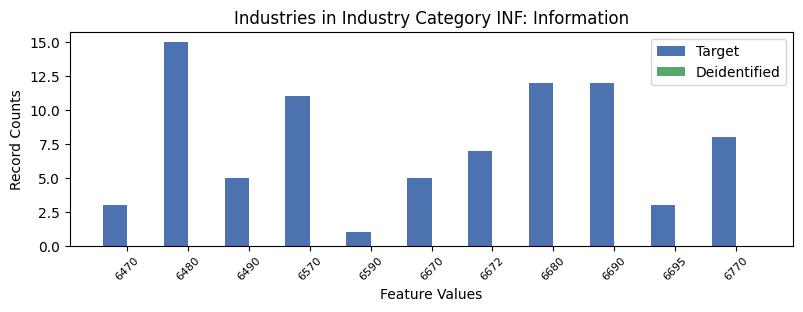 Industries in Industry Category INF: Information
Record Counts
15.0
12.5
10.0
7.5
5.0
2.5
0.0
Target
Deidentified
6470 6480 6490 6570 6590 6670 6672 6680 6690 6695 6770
Feature Values